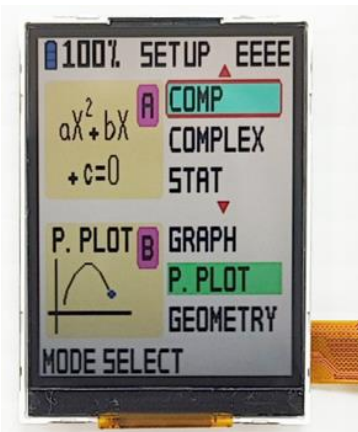 100% SETUP EEEE
A
aX²+bX
+c=0
COMP
COMPLEX
STAT
P. PLOT B
GRAPH
P. PLOT
GEOMETRY
MODE SELECT